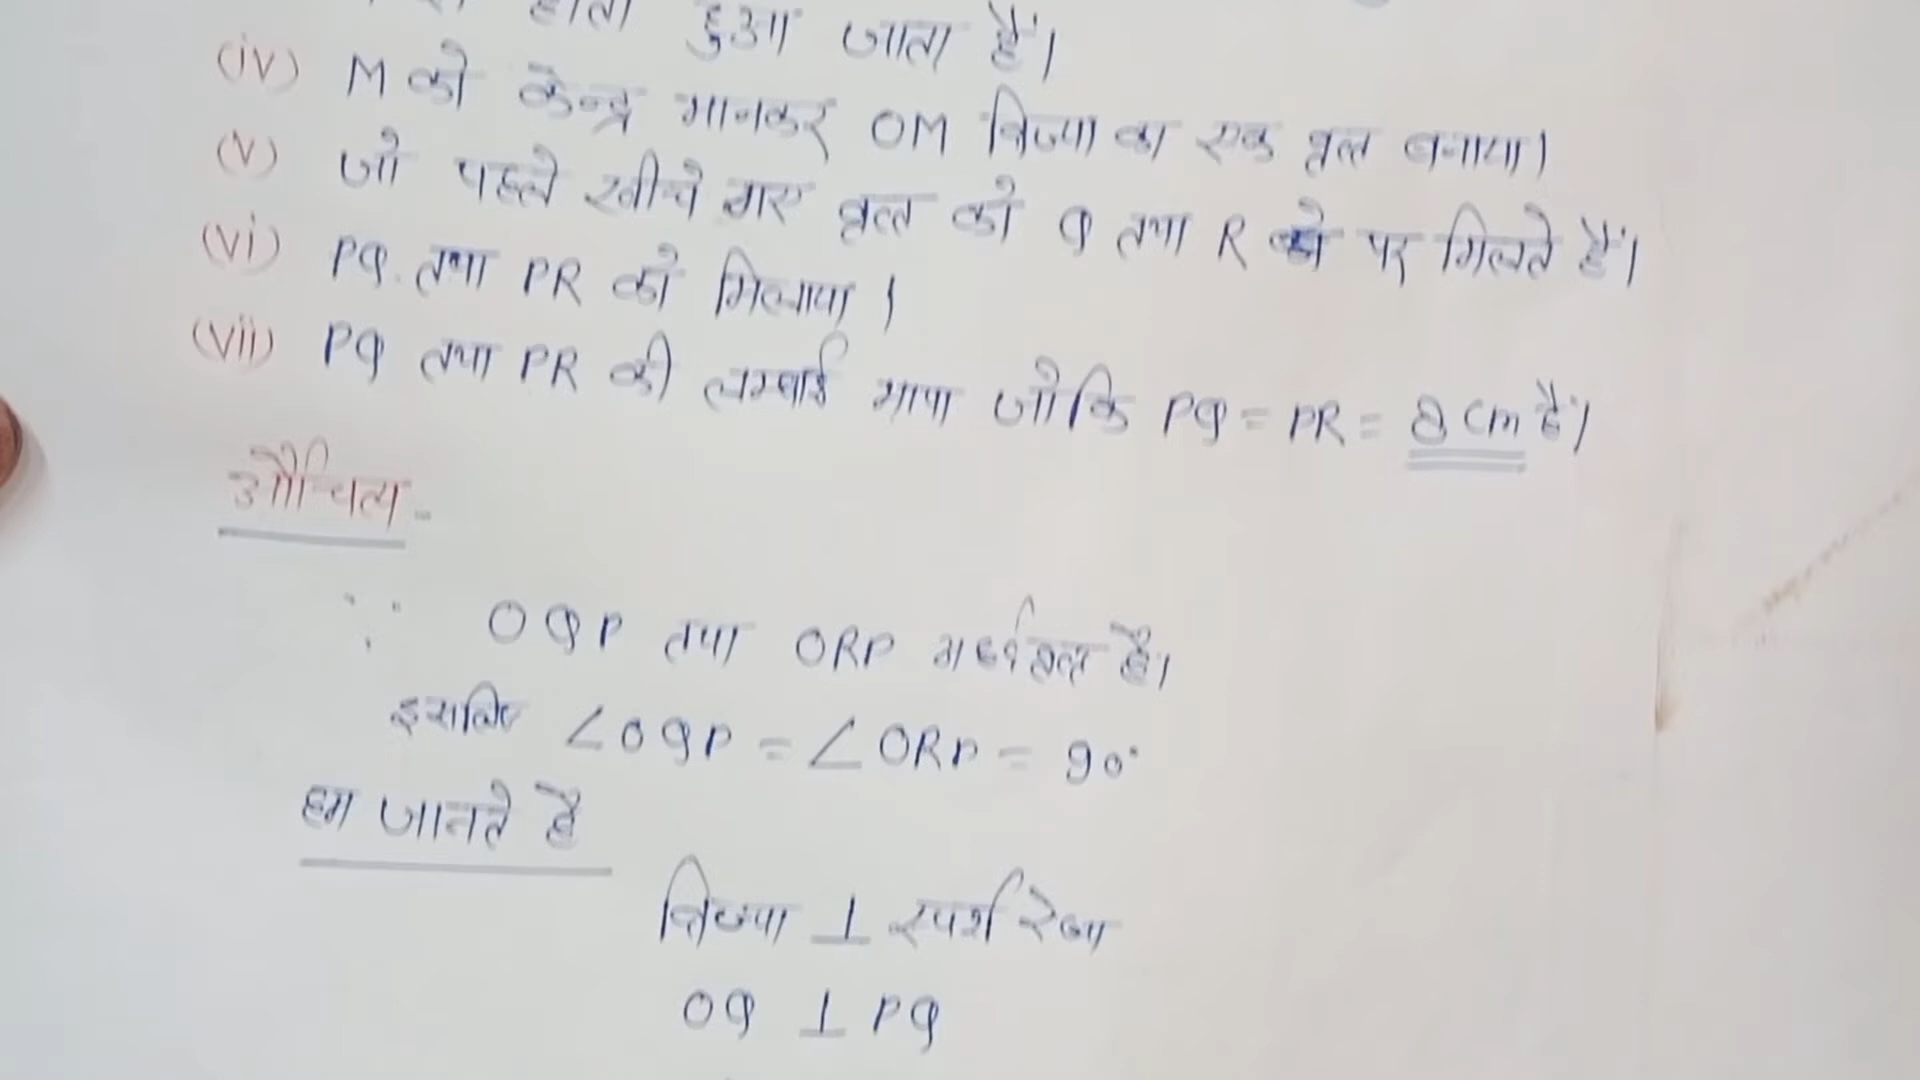 होता हुआ जाता है।
(iv) M को केन्द्र मानकर OM त्रिज्या का एक वृत्त बनाया।
(v) जो पहले खींचे गए वृत्त को Q तथा R पर मिलते हैं।
(vi) PQ तथा PR को मिलाया।
(vii) PQ तथा PR की लम्बाई मापा जोकि PQ = PR = 8 cm है।
औचित्य -
∵ OQP तथा ORP अर्धवृत्त है।
इसलिए ∠OQP = ∠ORP = 90°
हम जानते है
त्रिज्या ⊥ स्पर्श रेखा
OQ ⊥ PQ